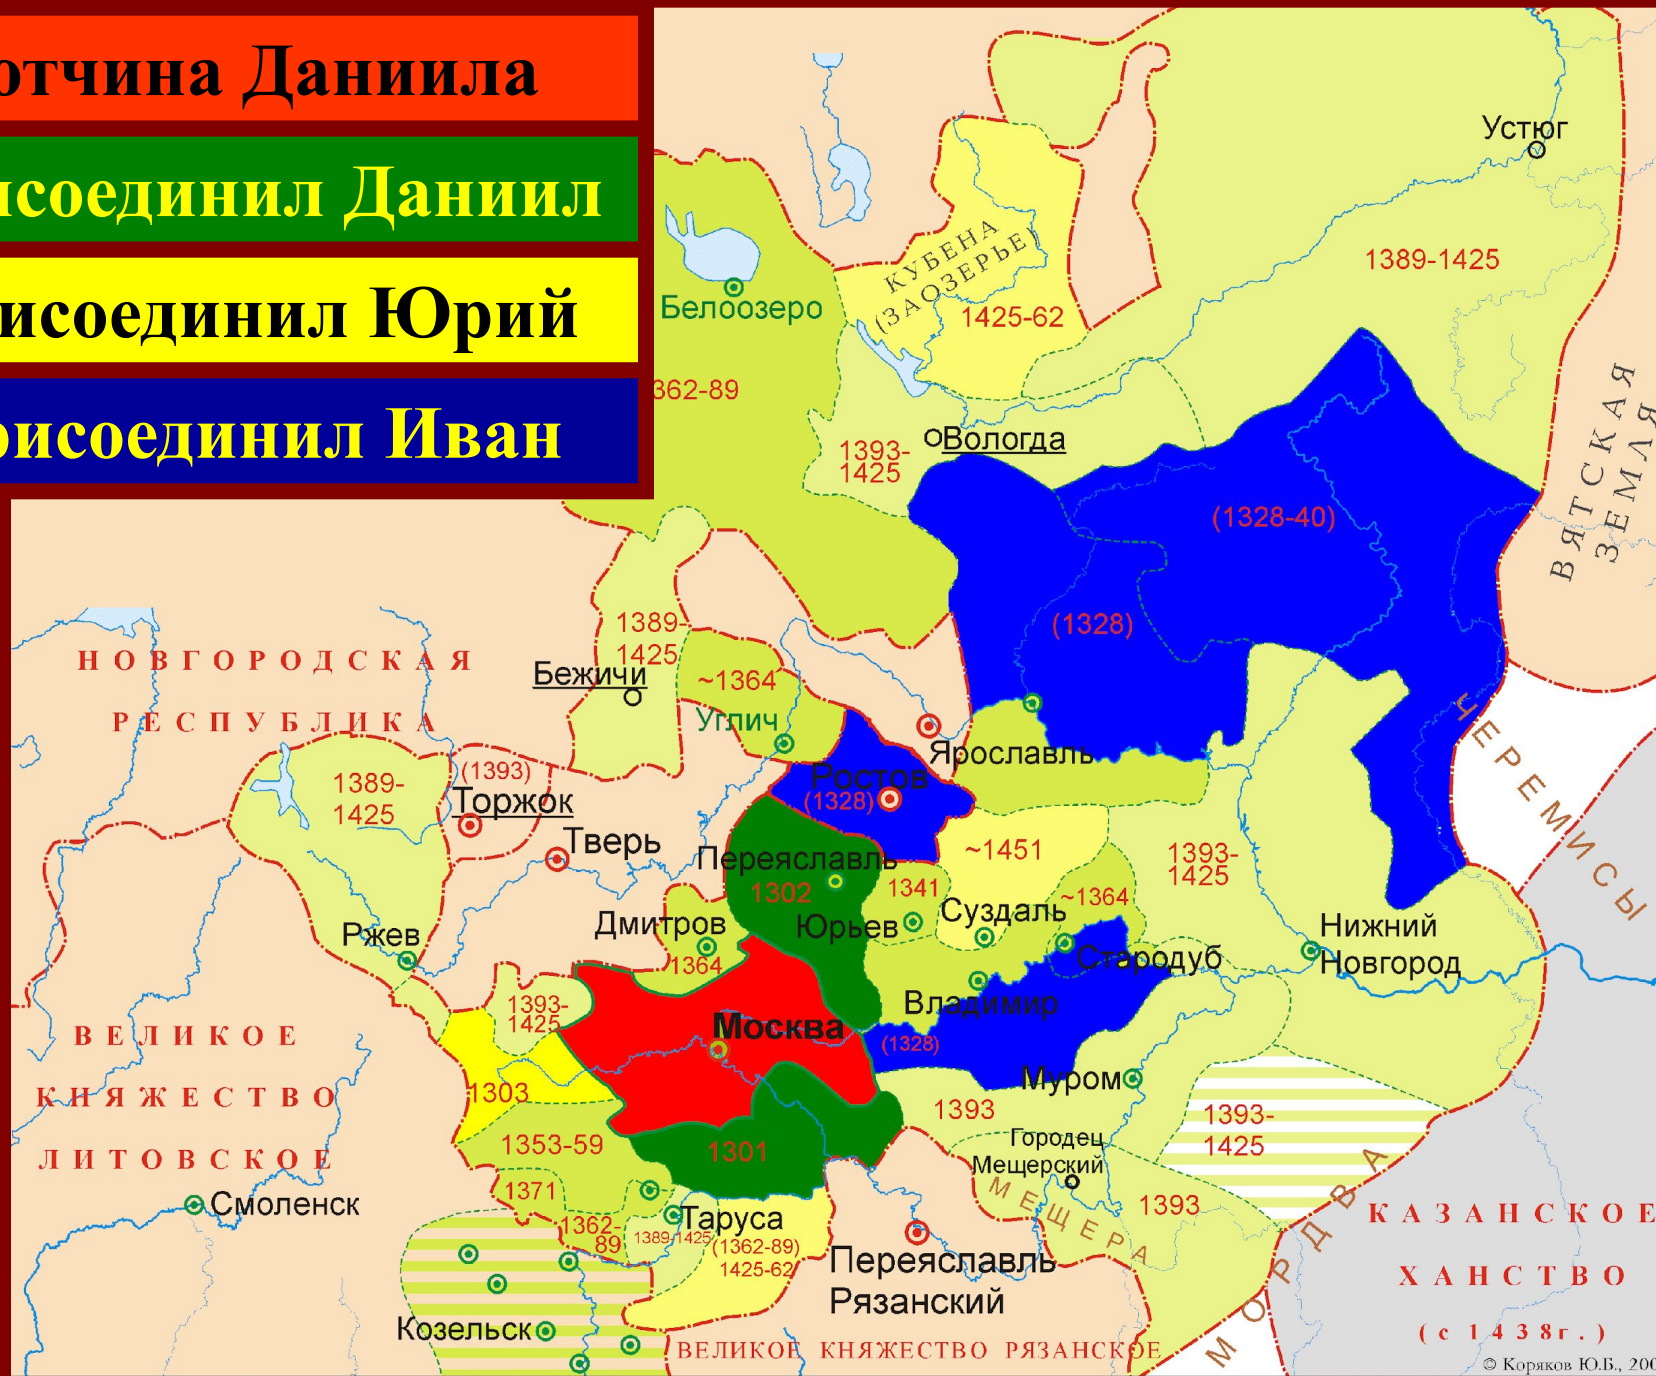 отчина Даниила
исоединил Даниил
исоединил Юрий
рисоединил Иван
Устюг
1389-1425
КУБЕНА
(ЗАОЗЕРЬЕ)
1425-62
Белоозеро
362-89
1393-
1425
Вологда
(1328-40)
ВЯТСКАЯ
ЗЕМЛЯ
(1328)
1389-
1425
Бежичи
~1364
Углич
НОВГОРОДСКАЯ
РЕСПУБЛИКА
Ярославль
ЧЕРЕМИСЫ
1389-
1425
(1393)
Торжок
Ростов
(1328)
Тверь
Переяславль
1302
~1451
1393-
1425
1341
~1364
Юрьев
Суздаль
Дмитров
1364
Ржев
Стародуб
Нижний
Новгород
Владимир
1393-
1425
Москва
(1328)
ВЕЛИКОЕ
КНЯЖЕСТВО
ЛИТОВСКОЕ
1303
Муром
1393
1393-
1425
1353-59
1301
Городец
Мещерский
МЕЩЕРА
1393
1371
Смоленск
1362-
89
1389-1425
Таруса
(1362-89)
1425-62
Переяславль
Рязанский
МОРДВА
КАЗАНСКОЕ
ХАНСТВО
(с 1438г.)
Козельск
ВЕЛИКОЕ КНЯЖЕСТВО РЯЗАНСКОЕ
© Коряков Ю.Б., 200